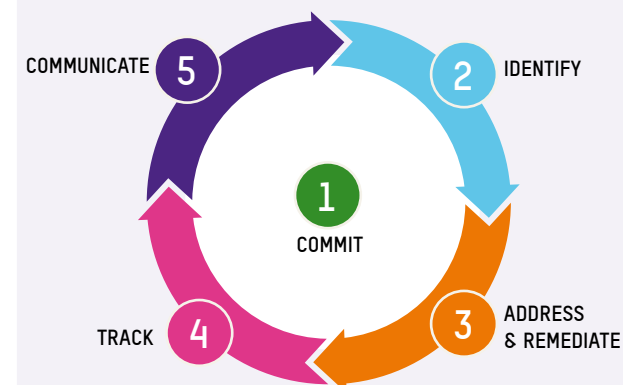 1
COMMIT
2
IDENTIFY
3
ADDRESS
& REMEDIATE
4
TRACK
5
COMMUNICATE